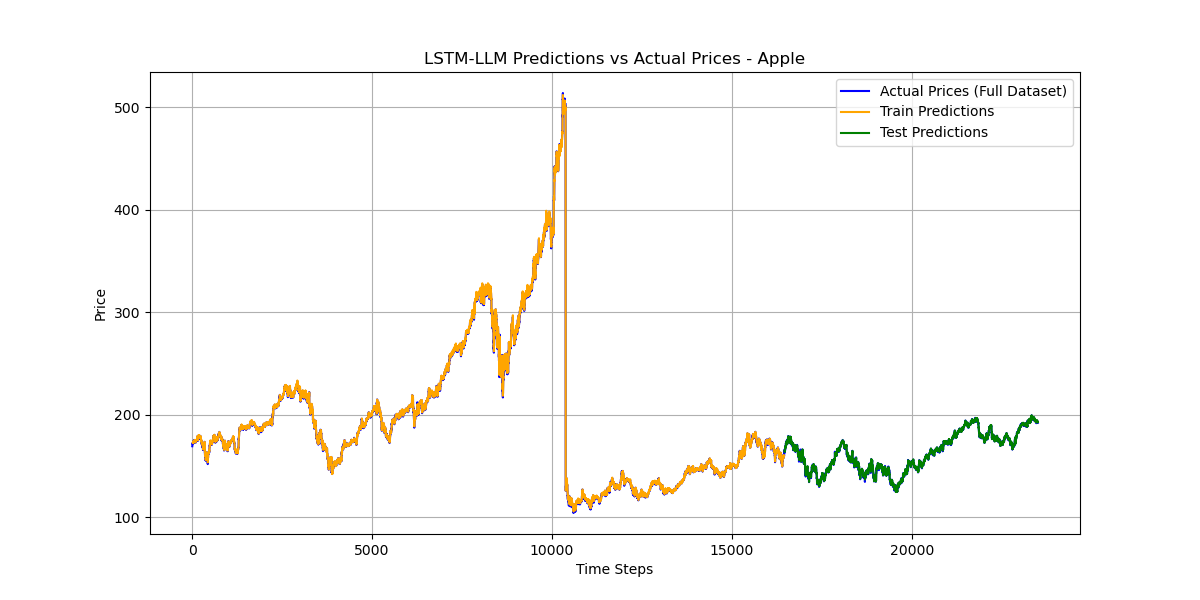 LSTM-LLM Predictions vs Actual Prices - Apple
Actual Prices (Full Dataset)
Train Predictions
Test Predictions
500
400
300
200
100
Price
0
5000
10000
15000
20000
Time Steps